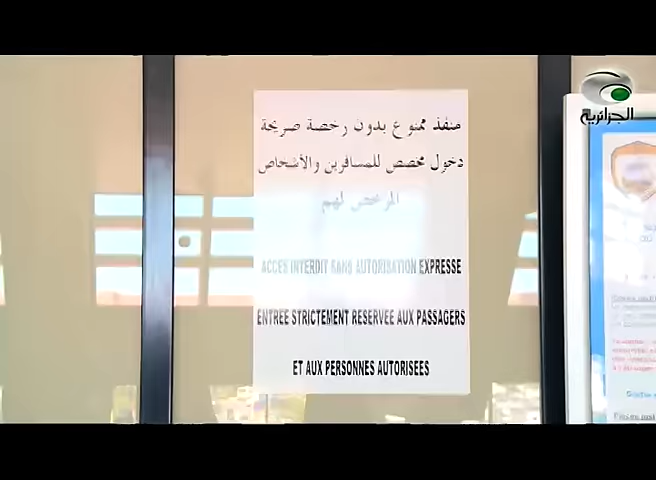 الجزائرية
منفذ ممنوع بدون رخصة صريحة
دخول مخصص للمسافرين والأشخاص
المرخص لهم
ACCES INTERDIT SANS AUTORISATION EXPRESSE
ENTREE STRICTEMENT RESERVEE AUX PASSAGERS
ET AUX PERSONNES AUTORISEES